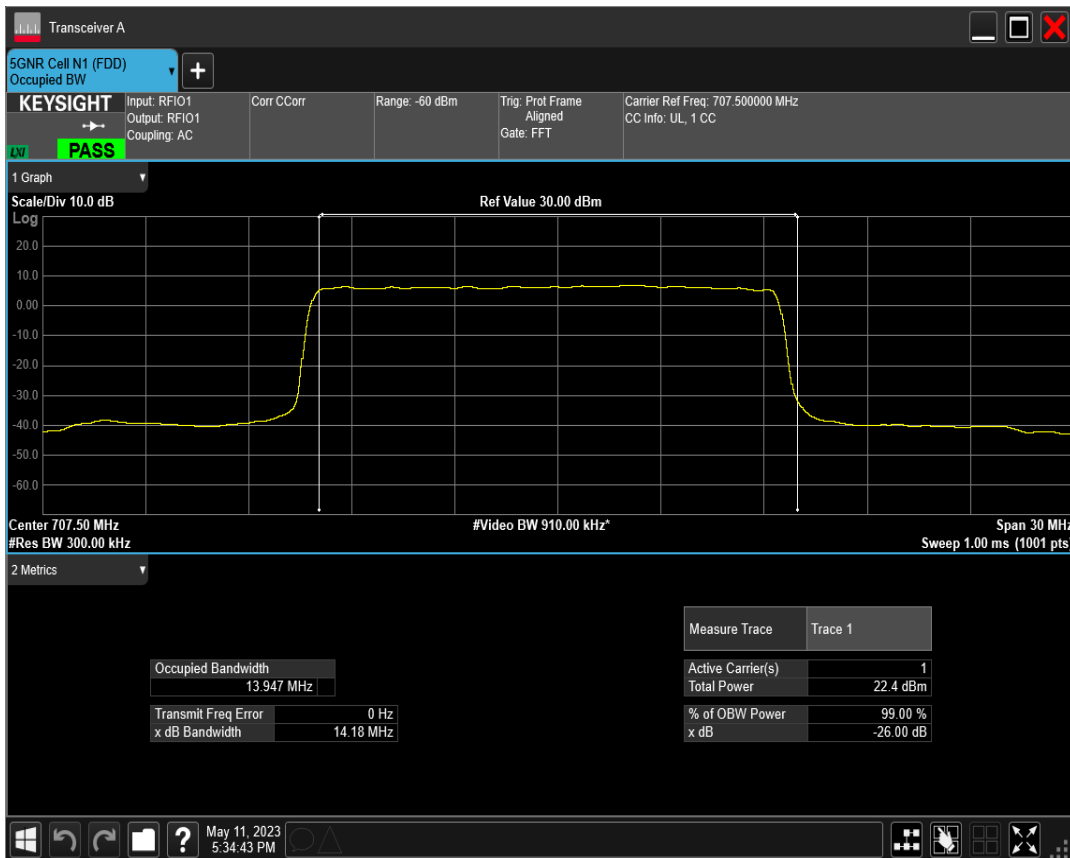 Transceiver A
5GNR Cell N1 (FDD)
Occupied BW
+
KEYSIGHT
LXI
PASS
Input: RFIO1
Output: RFIO1
Coupling: AC
Corr CCorr
Range: -60 dBm
Trig: Prot Frame
Aligned
Gate: FFT
Carrier Ref Freq: 707.500000 MHz
CC Info: UL, 1 CC
1 Graph
Scale/Div 10.0 dB
Ref Value 30.00 dBm
Log
20.0
10.0
0.00
-10.0
-20.0
-30.0
-40.0
-50.0
-60.0
Center 707.50 MHz
#Video BW 910.00 kHz*
Span 30 MHz
#Res BW 300.00 kHz
Sweep 1.00 ms (1001 pts)
2 Metrics
Measure Trace Trace 1
Occupied Bandwidth
13.947 MHz
Active Carrier(s) 1
Total Power 22.4 dBm
Transmit Freq Error 0 Hz
x dB Bandwidth 14.18 MHz
% of OBW Power 99.00 %
x dB -26.00 dB
?
May 11, 2023
5:34:43 PM